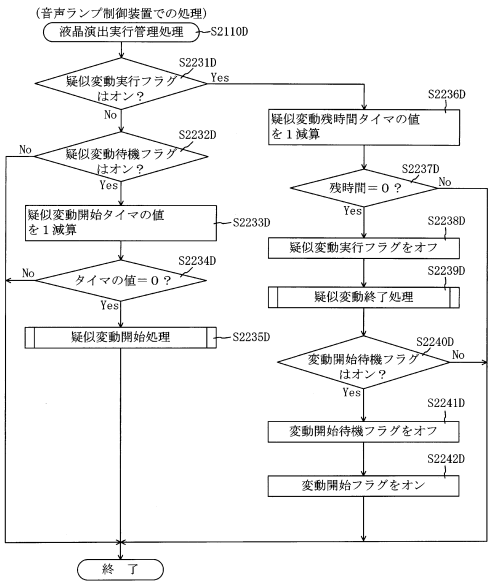 (音声ランプ制御装置での処理)
液晶演出実行管理処理
S2110D
S2231D
疑似変動実行フラグ
はオン?
Yes
No
S2232D
疑似変動待機フラグ
はオン?
No
Yes
疑似変動開始タイマの値
を1減算
S2233D
S2234D
タイマの値=0?
No
Yes
疑似変動開始処理
S2235D
S2236D
疑似変動残時間タイマの値
を1減算
S2237D
残時間=0?
No
Yes
S2238D
疑似変動実行フラグをオフ
S2239D
疑似変動終了処理
S2240D
変動開始待機フラグ
はオン?
No
Yes
S2241D
変動開始待機フラグをオフ
S2242D
変動開始フラグをオン
終 了